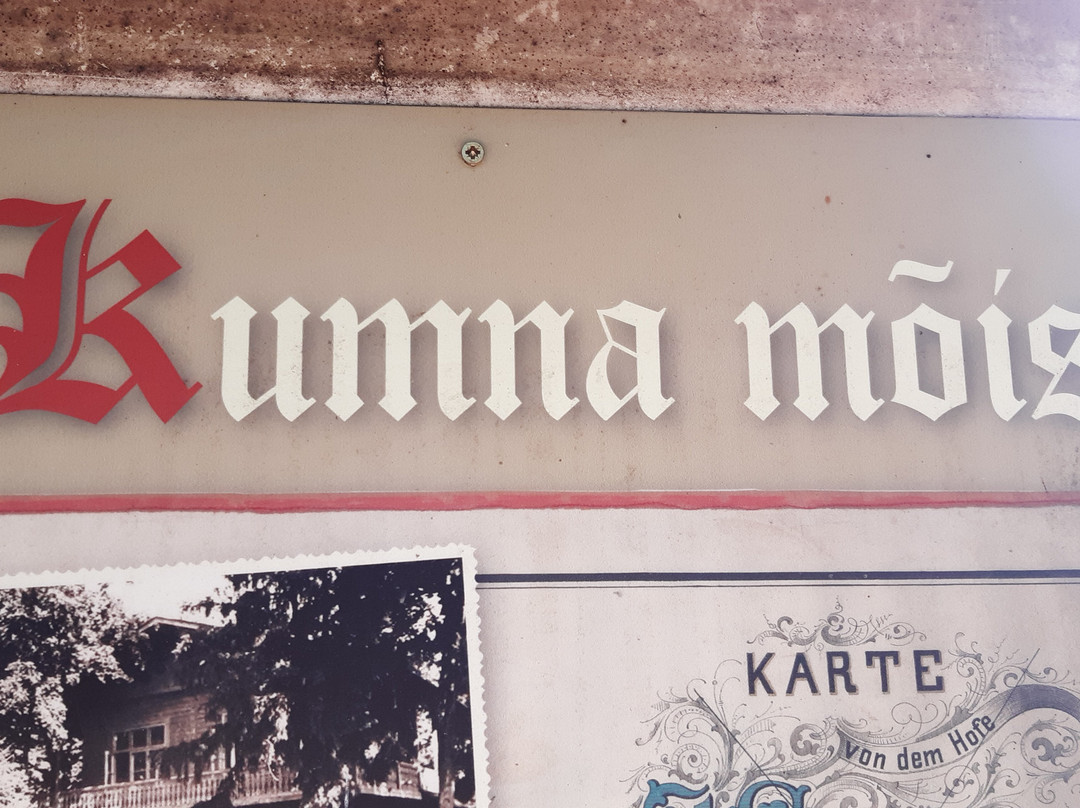 Kumna mõis
KARTE
von dem Hofe